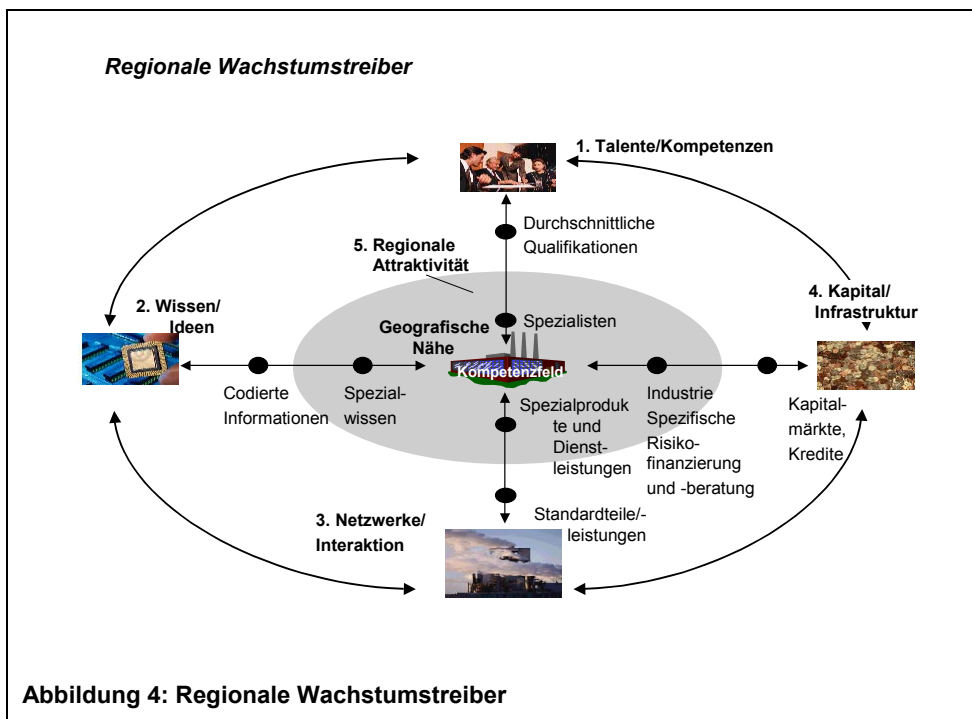 Regionale Wachstumstreiber
1. Talente/Kompetenzen
Durchschnittliche
Qualifikationen
5. Regionale
Attraktivität
2. Wissen/
Ideen
4. Kapital/
Infrastruktur
Geografische
Nähe
Spezialisten
Kompetenzfeld
Codierte
Informationen
Spezial-
wissen
Spezialproduk
te und
Dienst-
leistungen
Industrie
Spezifische
Risiko-
finanzierung
und -beratung
Kapital-
märkte,
Kredite
3. Netzwerke/
Interaktion
Standardteile/-
leistungen
Abbildung 4: Regionale Wachstumstreiber